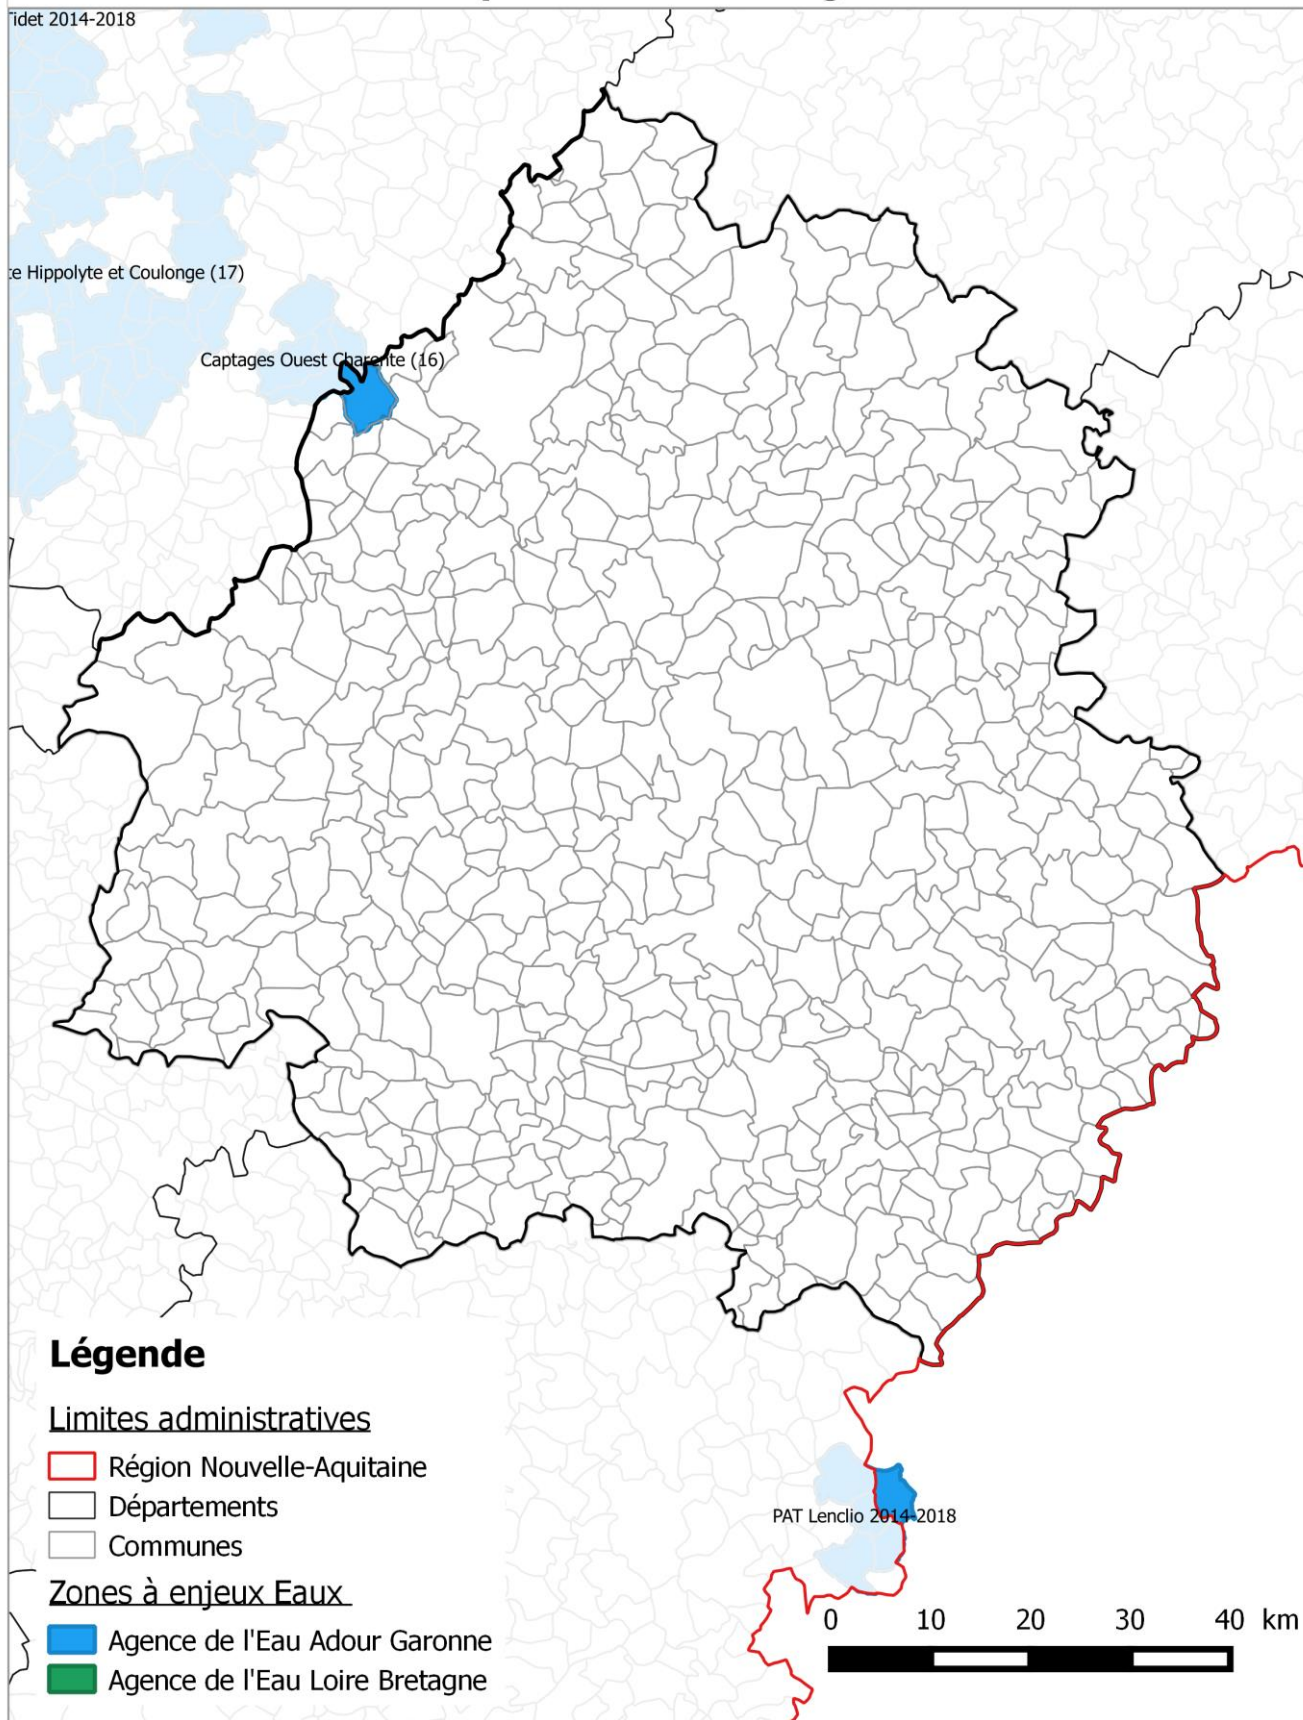 idet 2014-2018
te Hippolyte et Coulonge (17)
Captages Ouest Charente (16)
Légende
Limites administratives
Région Nouvelle-Aquitaine
Départements
Communes
Zones à enjeux Eaux
Agence de l'Eau Adour Garonne
Agence de l'Eau Loire Bretagne
PAT Lenclio 2014-2018
0 10 20 30 40 km